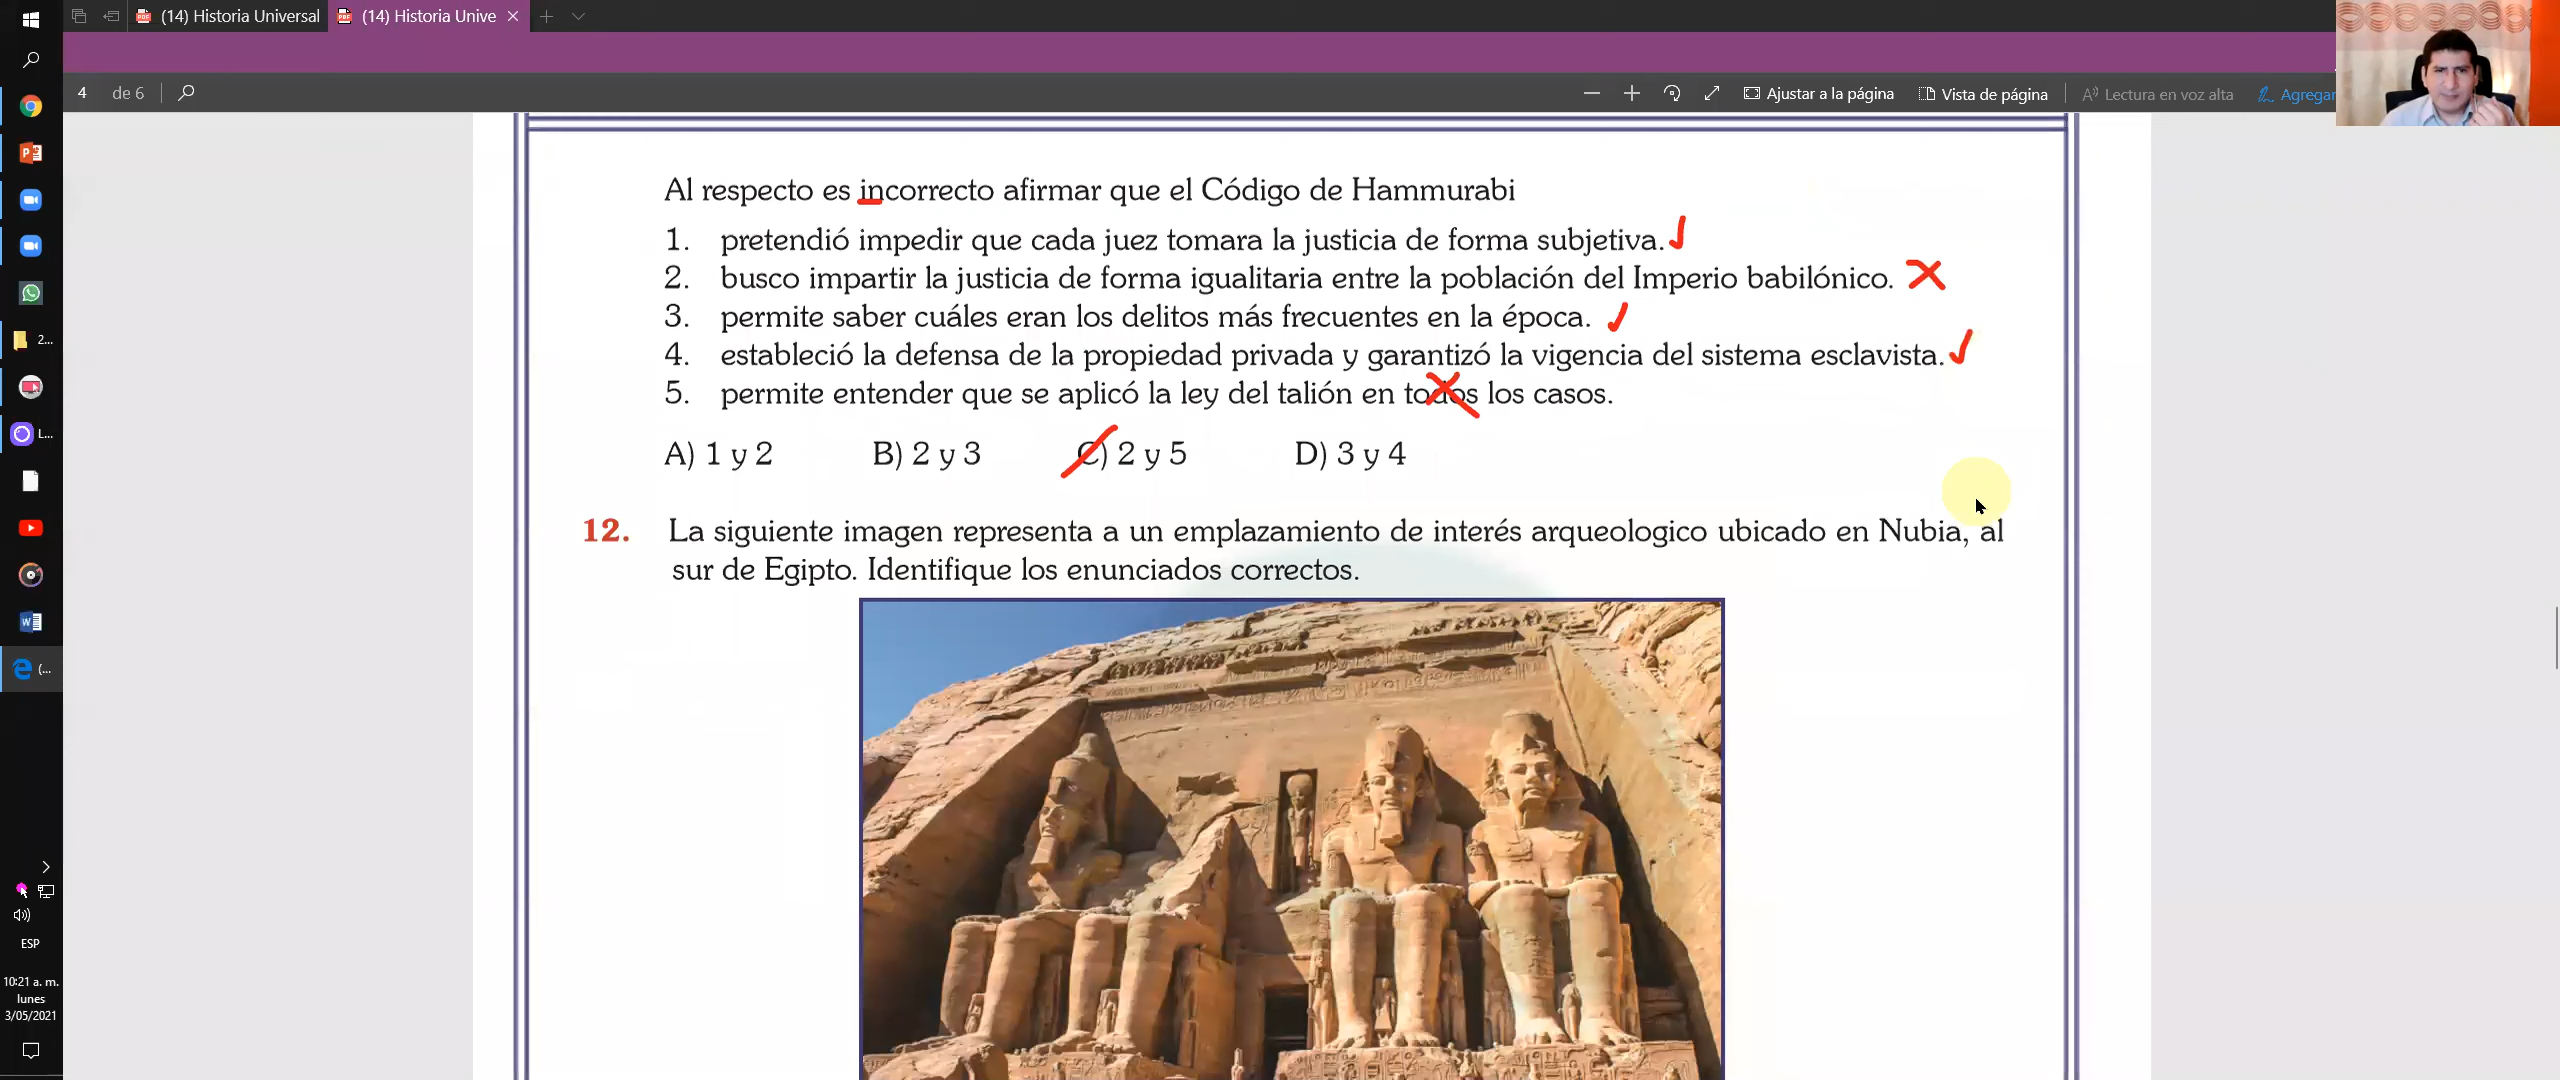 (14) Historia Universal
(14) Historia Unive
4 de 6
Ajustar a la página
Vista de página
Lectura en voz alta
Agregar
Al respecto es incorrecto afirmar que el Código de Hammurabi
1. pretendió impedir que cada juez tomara la justicia de forma subjetiva.
2. busco impartir la justicia de forma igualitaria entre la población del Imperio babilónico.
3. permite saber cuáles eran los delitos más frecuentes en la época.
4. estableció la defensa de la propiedad privada y garantizó la vigencia del sistema esclavista.
5. permite entender que se aplicó la ley del talión en todos los casos.
A) 1 y 2 B) 2 y 3 C) 2 y 5 D) 3 y 4
12. La siguiente imagen representa a un emplazamiento de interés arqueologico ubicado en Nubia, al
sur de Egipto. Identifique los enunciados correctos.
2...
L...
(...
ESP
10:21 a. m.
lunes
3/05/2021